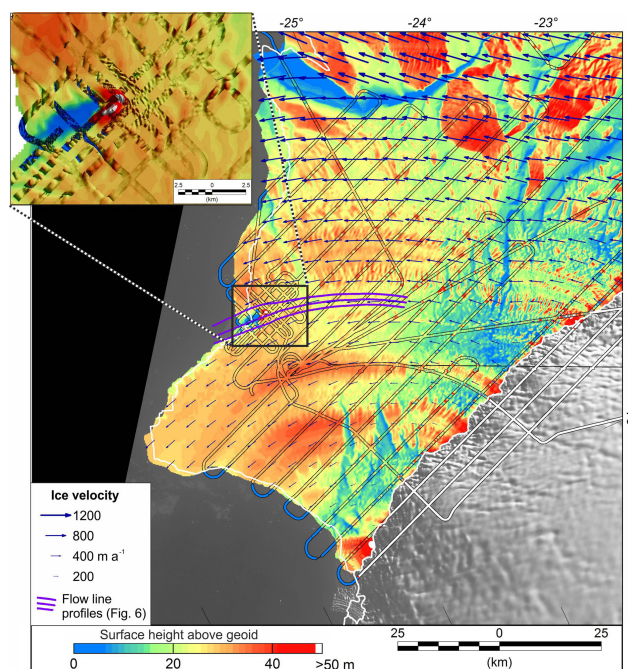 -25° -24° -23°
2.5 0 2.5
(km)
Ice velocity
1200
800
400 m a-1
200
Flow line
profiles (Fig. 6)
Surface height above geoid
0 20 40 >50 m
25 0 25
(km)